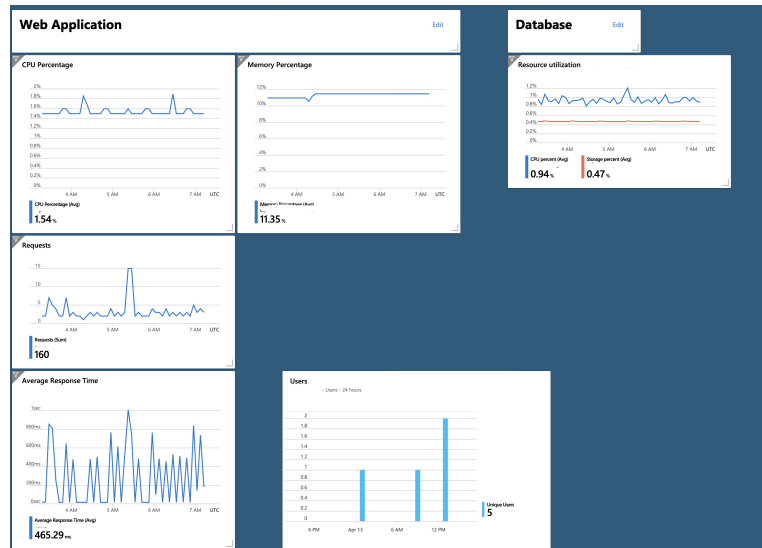 Web Application
Edit
Database
Edit
CPU Percentage
2%
1.8%
1.6%
1.4%
1.2%
1%
0.8%
0.6%
0.4%
0.2%
0%
4 AM 5 AM 6 AM 7 AM UTC
CPU Percentage (Avg)
1.54 %
Memory Percentage
12%
10%
8%
6%
4%
2%
0%
4 AM 5 AM 6 AM 7 AM UTC
Memory Percentage (Avg)
11.35 %
Resource utilization
1.2%
1%
0.8%
0.6%
0.4%
0.2%
0%
4 AM 5 AM 6 AM 7 AM UTC
CPU percent (Avg) Storage percent (Avg)
0.94 % 0.47 %
Requests
15
10
5
0
4 AM 5 AM 6 AM 7 AM UTC
Requests (Sum)
160
Average Response Time
1sec
800ms
600ms
400ms
200ms
0sec
4 AM 5 AM 6 AM 7 AM UTC
Average Response Time (Avg)
465.29 ms
Users
- Users - 24 hours
2
1.8
1.6
1.4
1.2
1
0.8
0.6
0.4
0.2
0
6 PM Apr 13 6 AM 12 PM
Unique Users
5